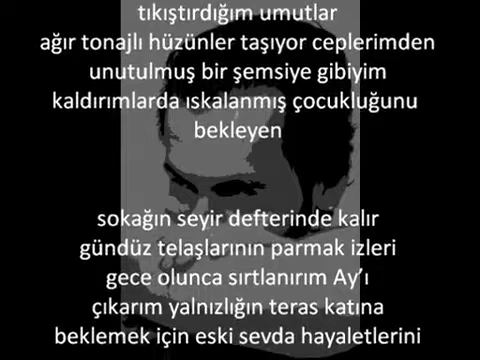 tıkıştırdığım umutlar
ağır tonajlı hüzünler taşıyor ceplerimden
unutulmuş bir şemsiye gibiyim
kaldırımlarda ıskalanmış çocukluğunu
bekleyen
sokağın seyir defterinde kalır
gündüz telaşlarının parmak izleri
gece olunca sırtlanırım Ay’ı
çıkarım yalnızlığın teras katına
beklemek için eski sevda hayaletlerini